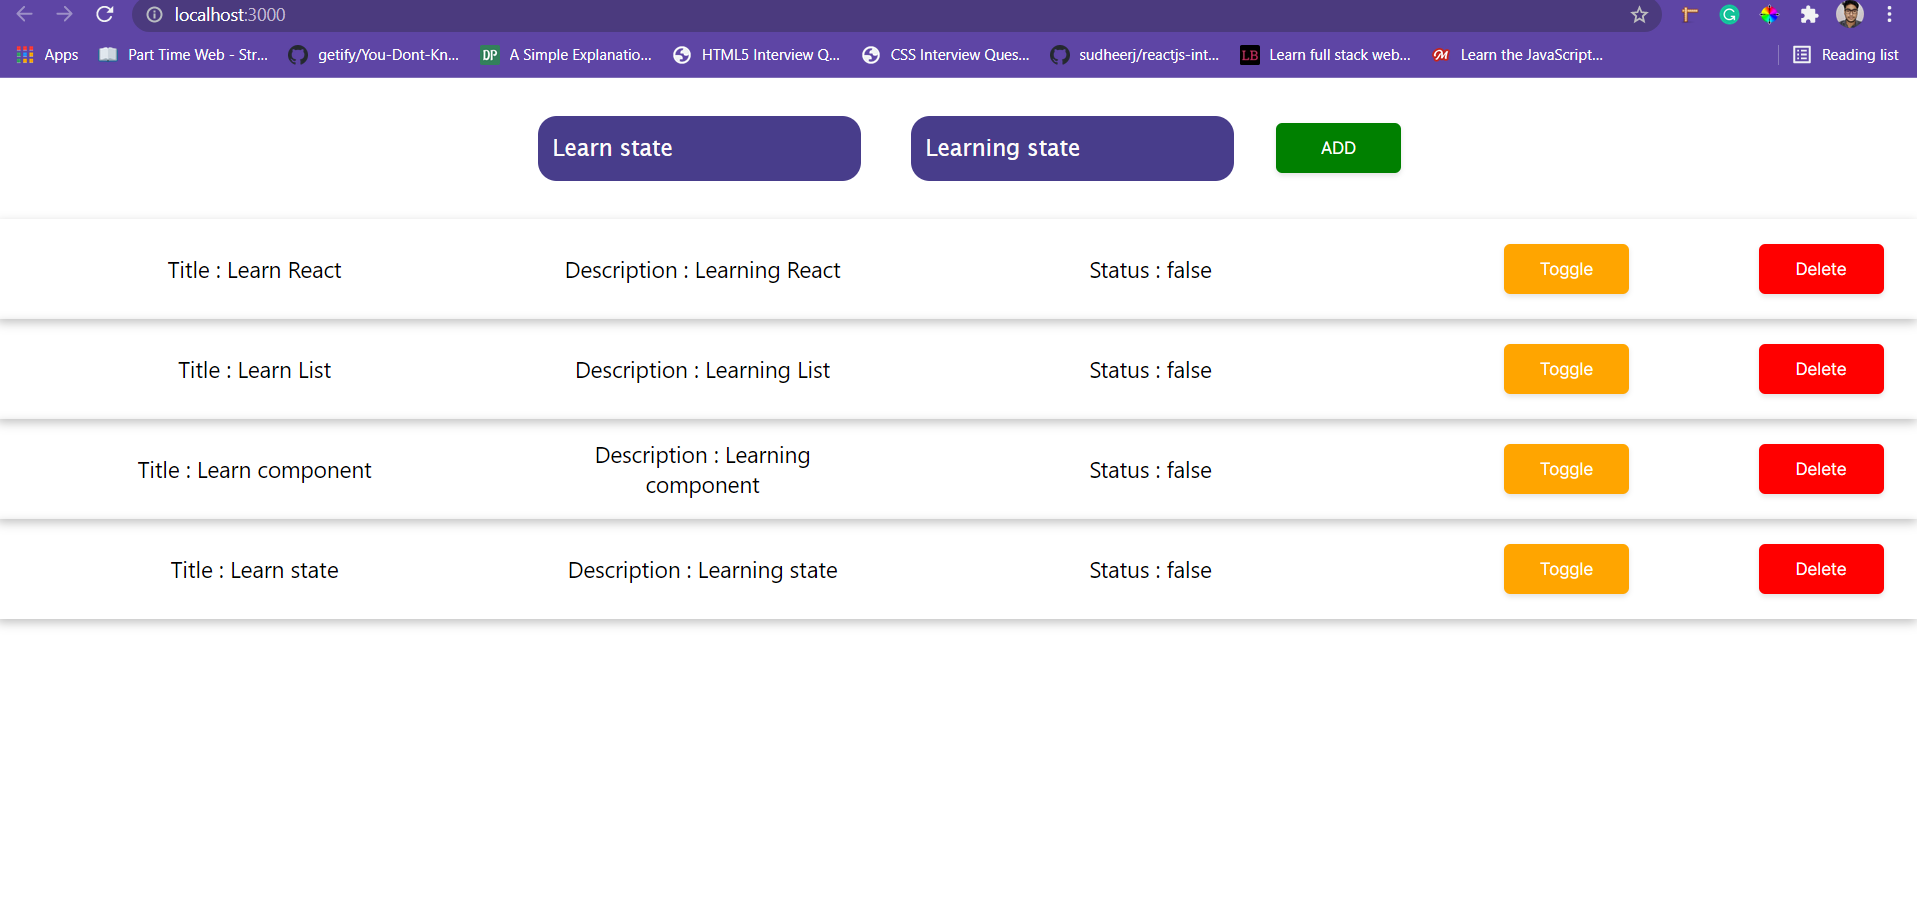 localhost:3000
Apps Part Time Web - Str... getify/You-Dont-Kn... DP A Simple Explanatio... HTML5 Interview Q... CSS Interview Ques... sudheerj/reactjs-int... LB Learn full stack web... Learn the JavaScript... Reading list
Learn state Learning state ADD
Title : Learn React Description : Learning React Status : false Toggle Delete
Title : Learn List Description : Learning List Status : false Toggle Delete
Title : Learn component Description : Learning
component Status : false Toggle Delete
Title : Learn state Description : Learning state Status : false Toggle Delete